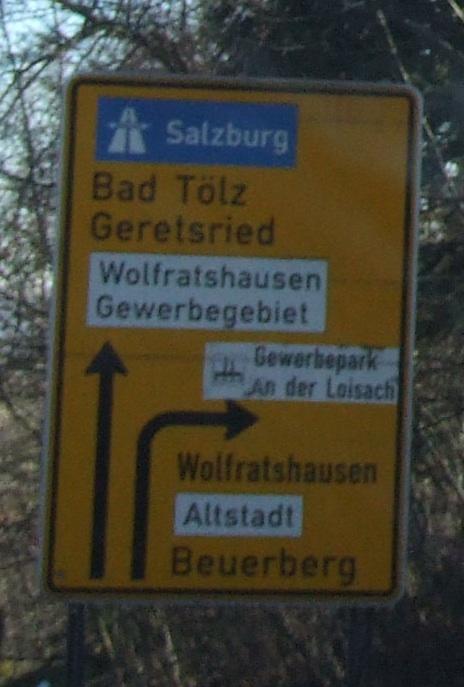 Salzburg
Bad Tölz
Geretsried
Wolfratshausen
Gewerbegebiet
Gewerbepark
An der Loisach
Wolfratshausen
Altstadt
Beuerberg